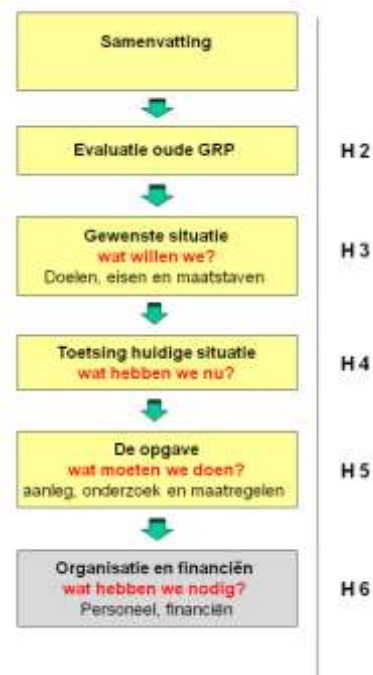 Samenvatting
Evaluatie oude GRP
H 2
Gewenste situatie
wat willen we?
Doelen, eisen en maatstaven
H 3
Toetsing huidige situatie
wat hebben we nu?
H 4
De opgave
wat moeten we doen?
aanleg, onderzoek en maatregelen
H 5
Organisatie en financiën
wat hebben we nodig?
Personeel, financiën
H 6